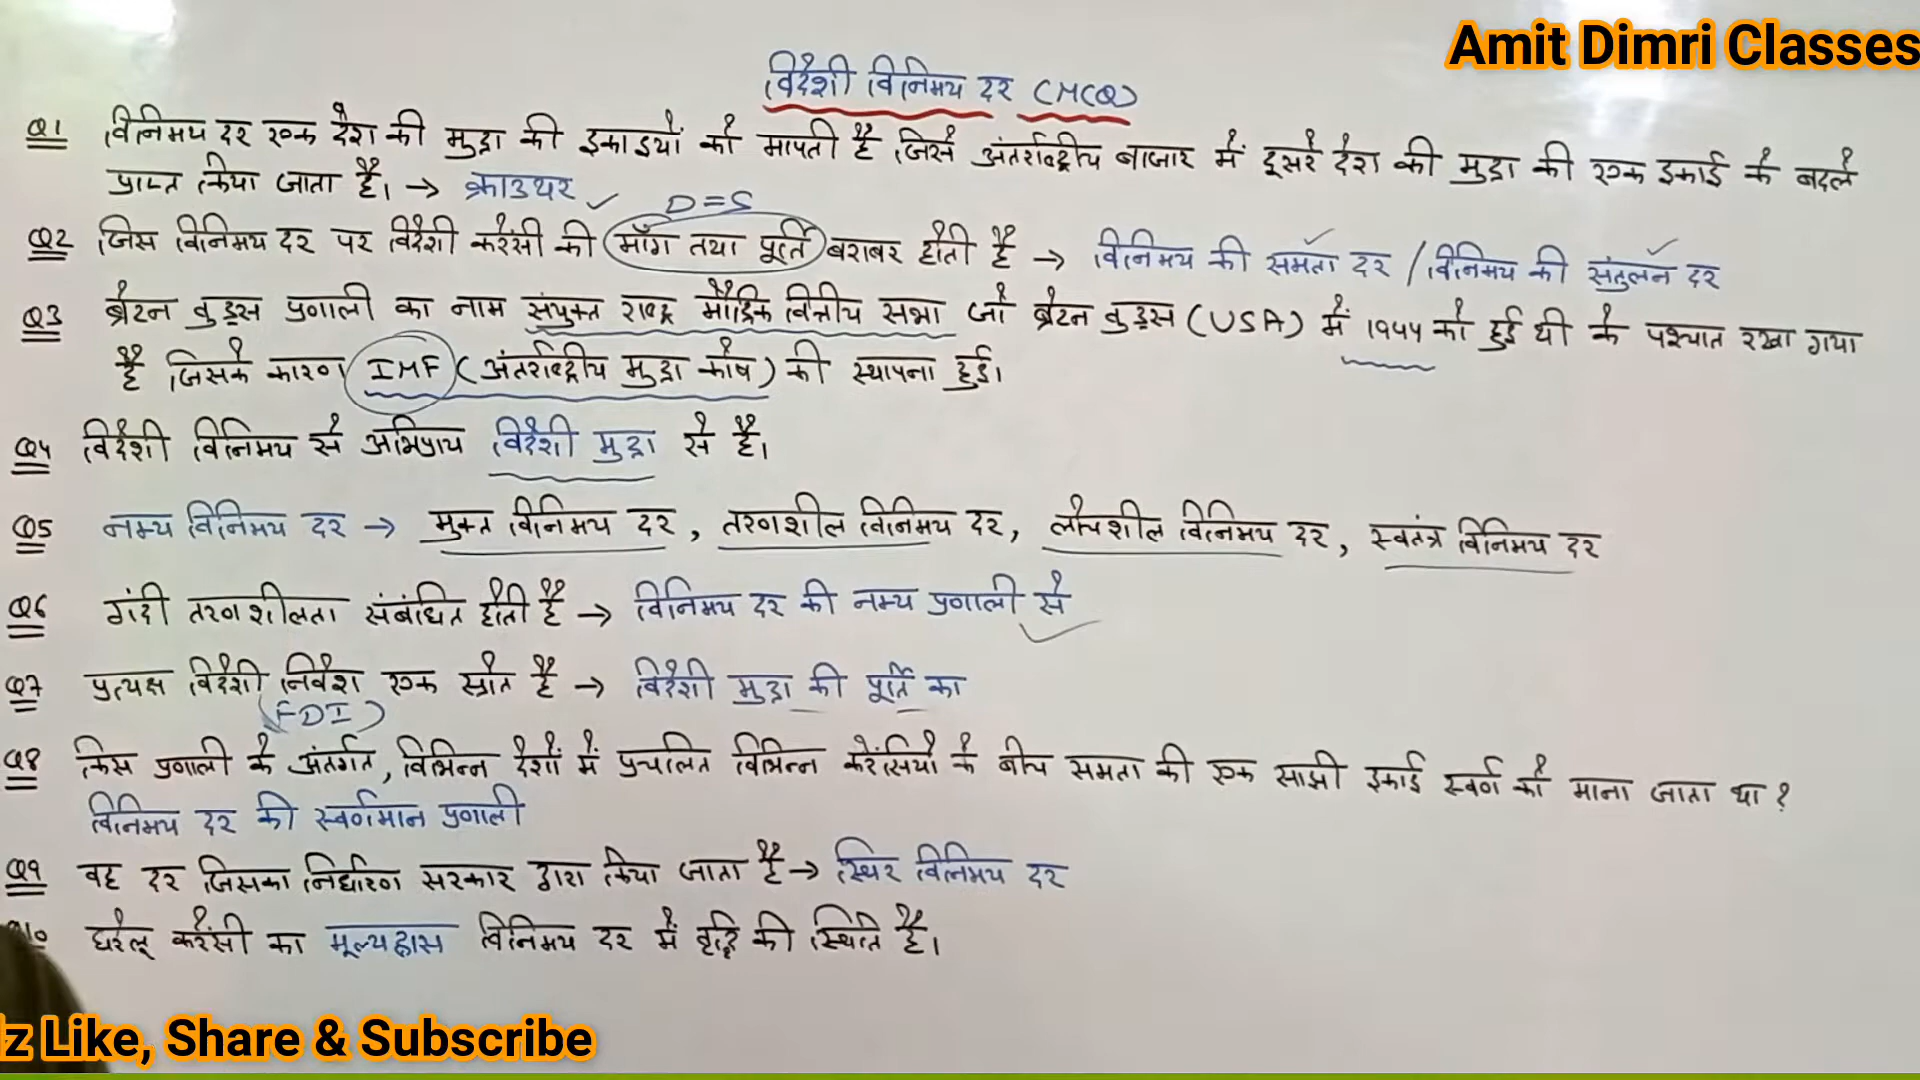 Amit Dimri Classes
विदेशी विनिमय दर (MCQ)
Q1 विनिमय दर एक देश की मुद्रा की इकाइयों को मापती है जिसे अंतर्राष्ट्रीय बाजार में दूसरे देश की मुद्रा की एक इकाई के बदले
प्राप्त किया जाता है। → क्राउथर ✓
D=S
Q2 जिस विनिमय दर पर विदेशी करेंसी की माँग तथा पूर्ति बराबर होती है → विनिमय की समता दर / विनिमय की संतुलन दर
Q3 ब्रेटन वुड्स प्रणाली का नाम संयुक्त राष्ट्र मौद्रिक वित्तीय सभा जो ब्रेटन वुड्स (USA) में १९४४ को हुई थी के पश्चात रखा गया
है जिसके कारण IMF (अंतर्राष्ट्रीय मुद्रा कोष) की स्थापना हुई।
Q4 विदेशी विनिमय से अभिप्राय विदेशी मुद्रा से है।
Q5 नम्य विनिमय दर → मुक्त विनिमय दर, तरणशील विनिमय दर, लोचशील विनिमय दर, स्वतंत्र विनिमय दर
Q6 गंदी तरणशीलता संबंधित होती है → विनिमय दर की नम्य प्रणाली से
Q7 प्रत्यक्ष विदेशी निवेश एक स्रोत है → विदेशी मुद्रा की पूर्ति का
(FDI)
Q8 किस प्रणाली के अंतर्गत, विभिन्न देशों में प्रचलित विभिन्न करेंसियों के बीच समता की एक साझी इकाई स्वर्ण को माना जाता था?
विनिमय दर की स्वर्णमान प्रणाली
Q9 वह दर जिसका निर्धारण सरकार द्वारा किया जाता है → स्थिर विनिमय दर
10 घरेलू करेंसी का मूल्यह्रास विनिमय दर में वृद्धि की स्थिति है।
lz Like, Share & Subscribe